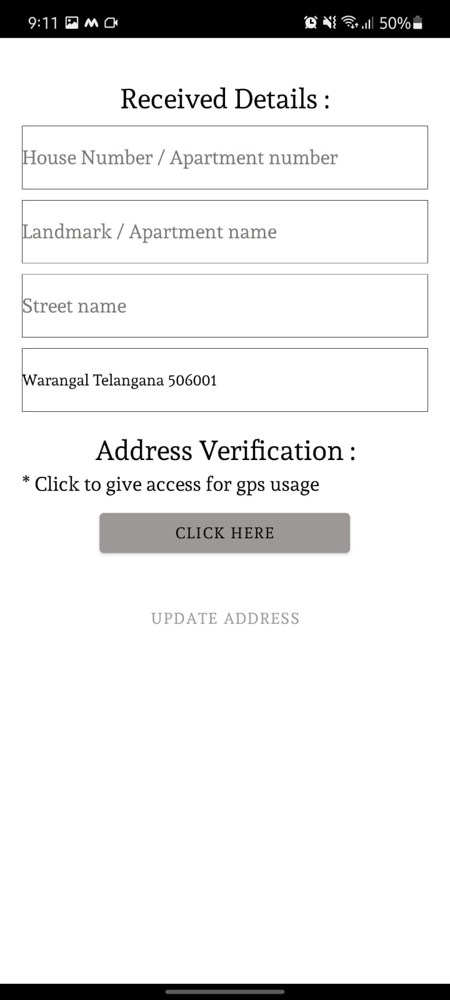 9:11 50%
Received Details :
House Number / Apartment number
Landmark / Apartment name
Street name
Warangal Telangana 506001
Address Verification :
* Click to give access for gps usage
CLICK HERE
UPDATE ADDRESS